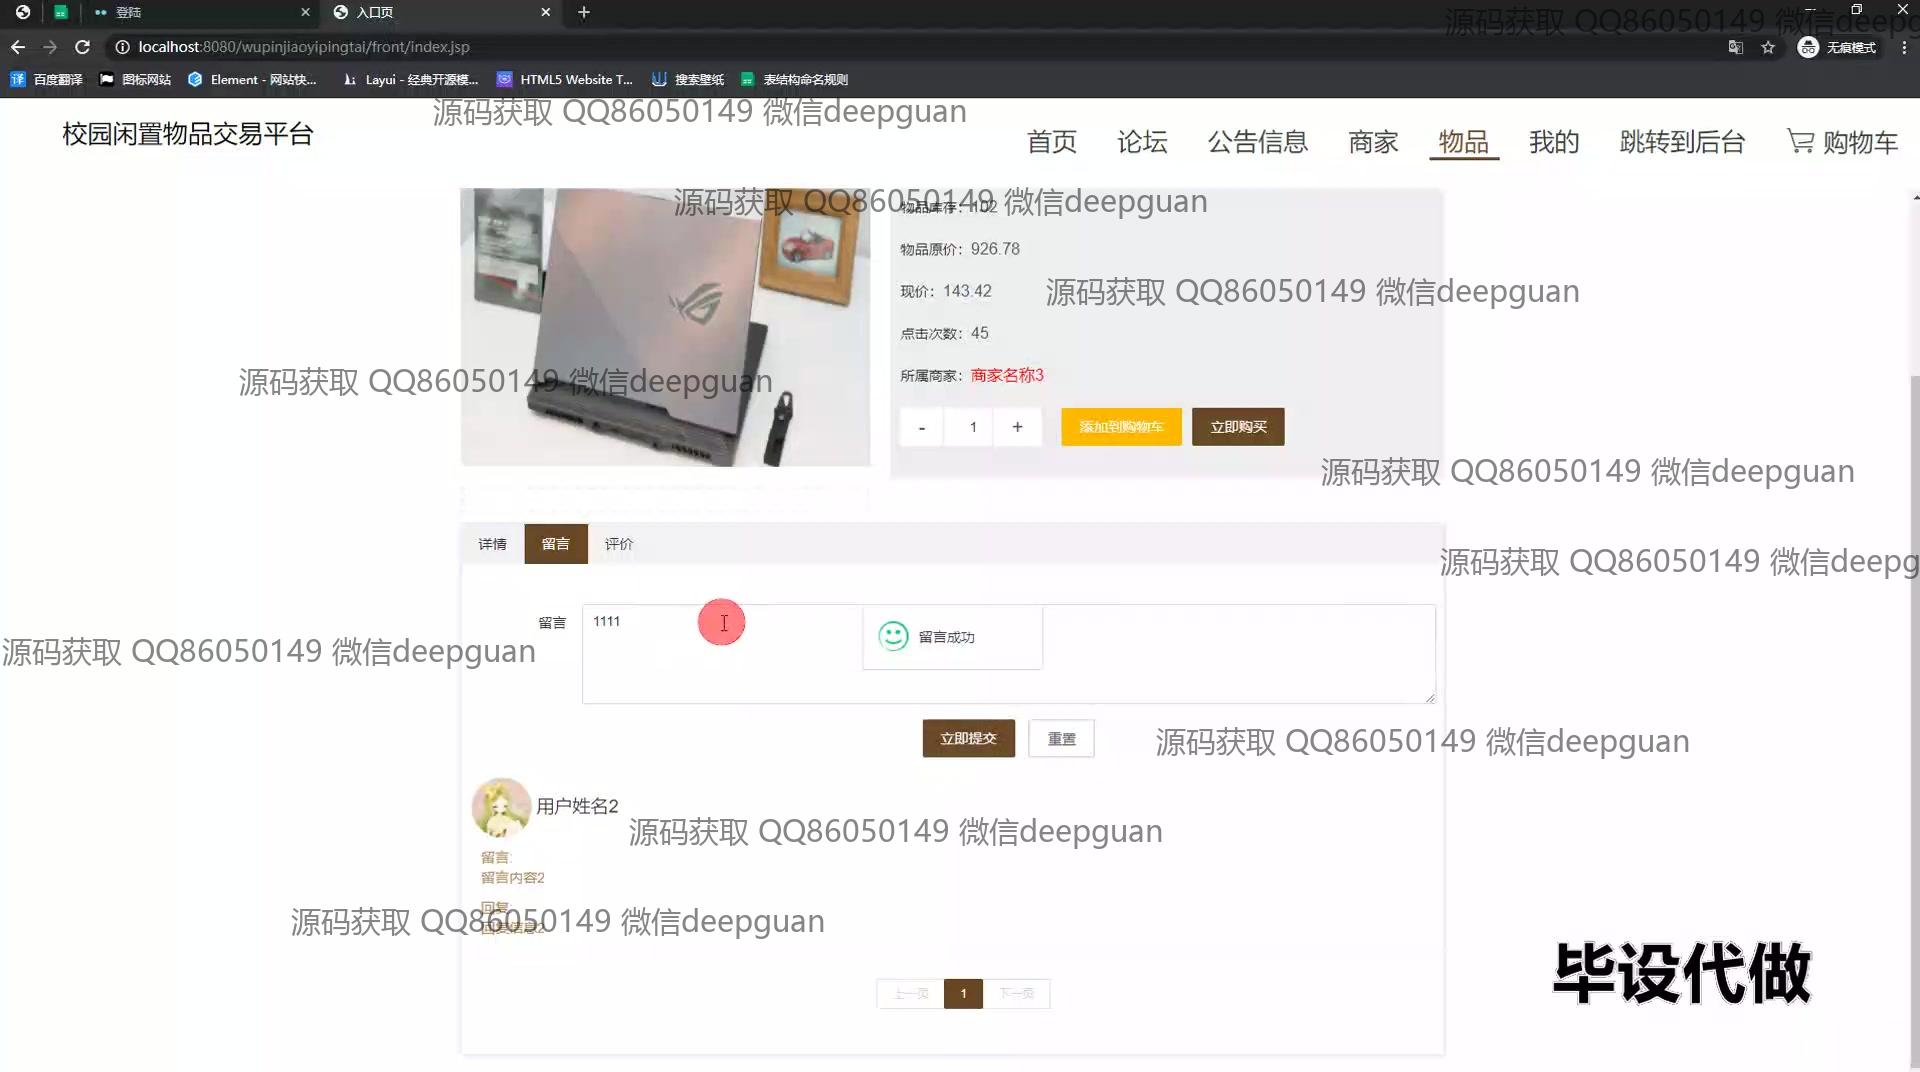 登陆
入口页
源码获取 QQ86050149 微信deepg
localhost:8080/wupinjiaoyipingtai/front/index.jsp
无痕模式
百度翻译
图标网站
Element - 网站快...
Layui - 经典开源模...
HTML5 Website T...
搜索壁纸
表结构命名规则
源码获取 QQ86050149 微信deepguan
校园闲置物品交易平台
首页
论坛
公告信息
商家
物品
我的
跳转到后台
购物车
源码获取 QQ86050149 微信deepguan
物品库存：102
物品原价：926.78
现价：143.42
源码获取 QQ86050149 微信deepguan
点击次数：45
所属商家：商家名称3
源码获取 QQ86050149 微信deepguan
- 1 +
添加到购物车
立即购买
源码获取 QQ86050149 微信deepguan
详情
留言
评价
源码获取 QQ86050149 微信deepg
留言
1111
留言成功
源码获取 QQ86050149 微信deepguan
立即提交
重置
源码获取 QQ86050149 微信deepguan
用户姓名2
源码获取 QQ86050149 微信deepguan
留言:
留言内容2
回复:
回复信息2
源码获取 QQ86050149 微信deepguan
毕设代做
上一页
1
下一页